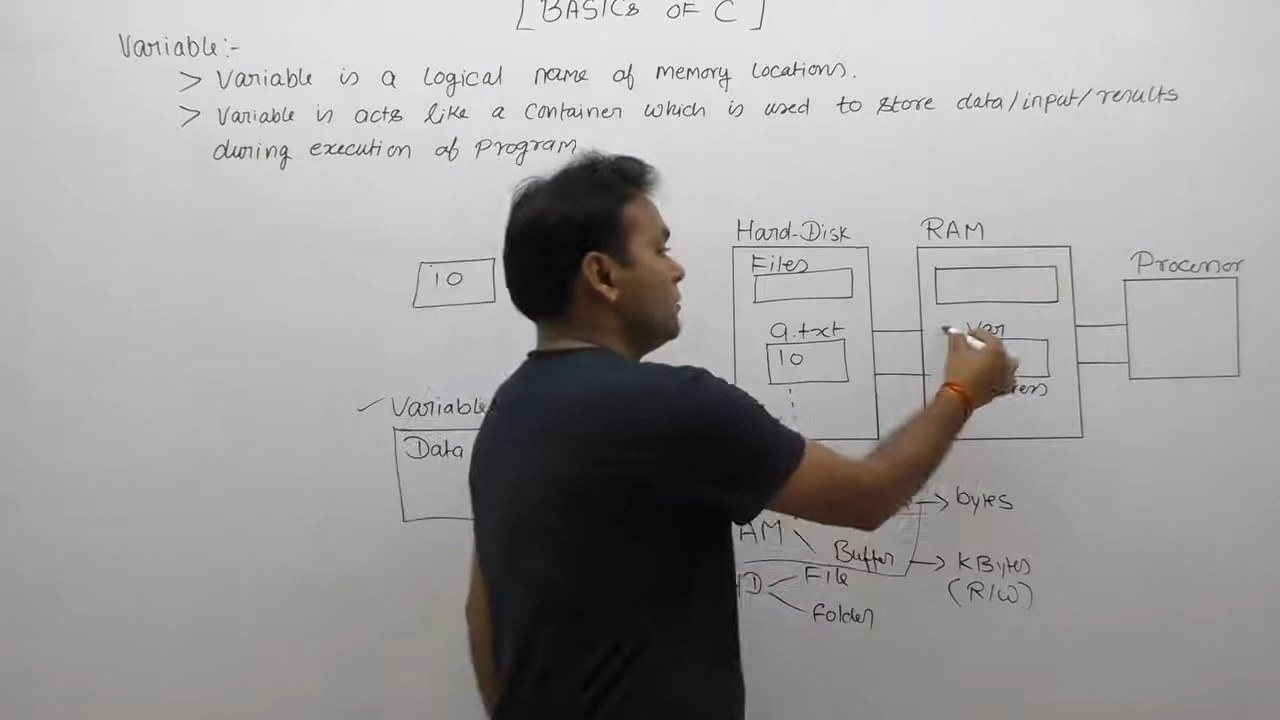 [BASICS OF C]
Variable:-
> Variable is a logical name of memory locations.
> Variable is acts like a container which is used to store data/input/results
during execution of Program
Hard-Disk
RAM
Files
Processor
10
a.txt
Var
10
Variable
Data
bytes
Buffer
KBytes
File
(R/W)
Folder